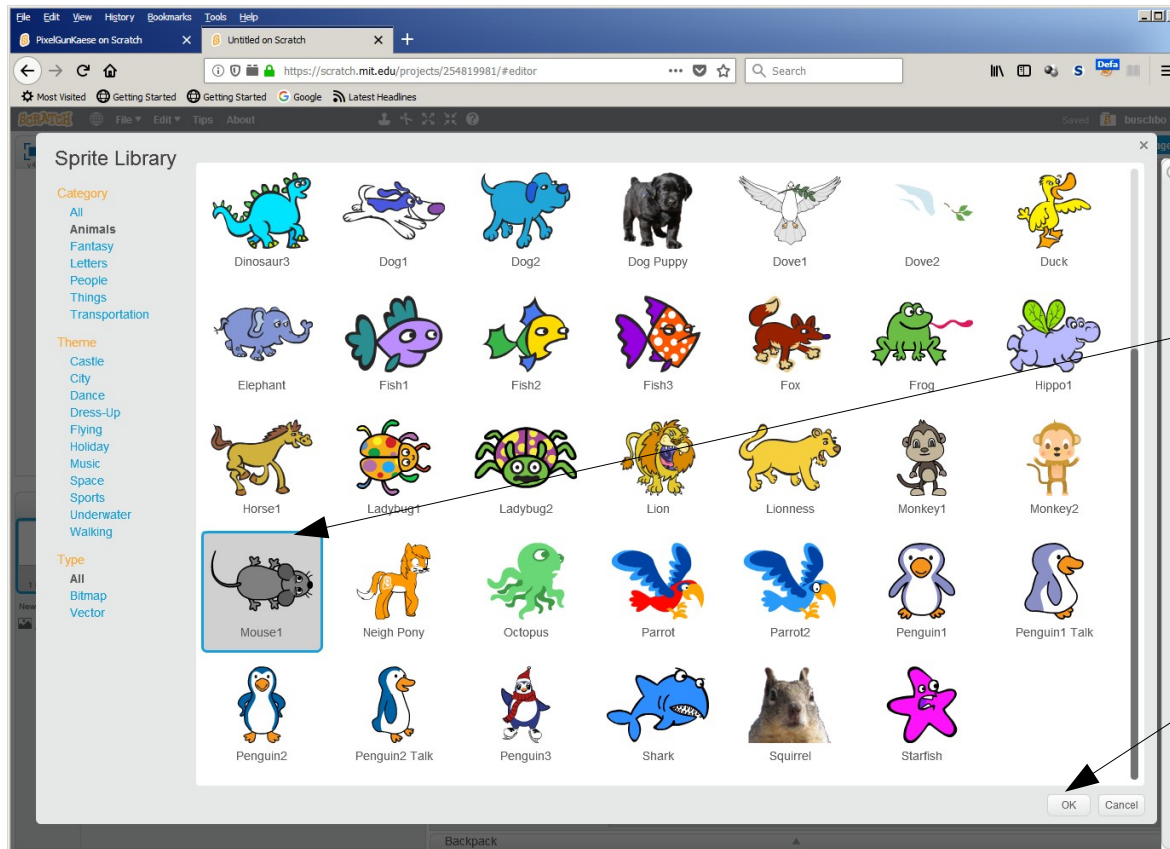 File Edit View History Bookmarks Tools Help
PixelGunKaese on Scratch Untitled on Scratch
https://scratch.mit.edu/projects/254819981/#editor Search
Most Visited Getting Started Getting Started Google Latest Headlines
SCRATCH File Edit Tips About Saved buschbo
Sprite Library
Category
All
Animals
Fantasy
Letters
People
Things
Transportation
Theme
Castle
City
Dance
Dress-Up
Flying
Holiday
Music
Space
Sports
Underwater
Walking
Type
All
Bitmap
Vector
Dinosaur3 Dog1 Dog2 Dog Puppy Dove1 Dove2 Duck
Elephant Fish1 Fish2 Fish3 Fox Frog Hippo1
Horse1 Ladybug1 Ladybug2 Lion Lionness Monkey1 Monkey2
Mouse1 Neigh Pony Octopus Parrot Parrot2 Penguin1 Penguin1 Talk
Penguin2 Penguin2 Talk Penguin3 Shark Squirrel Starfish
OK Cancel
New
Backpack